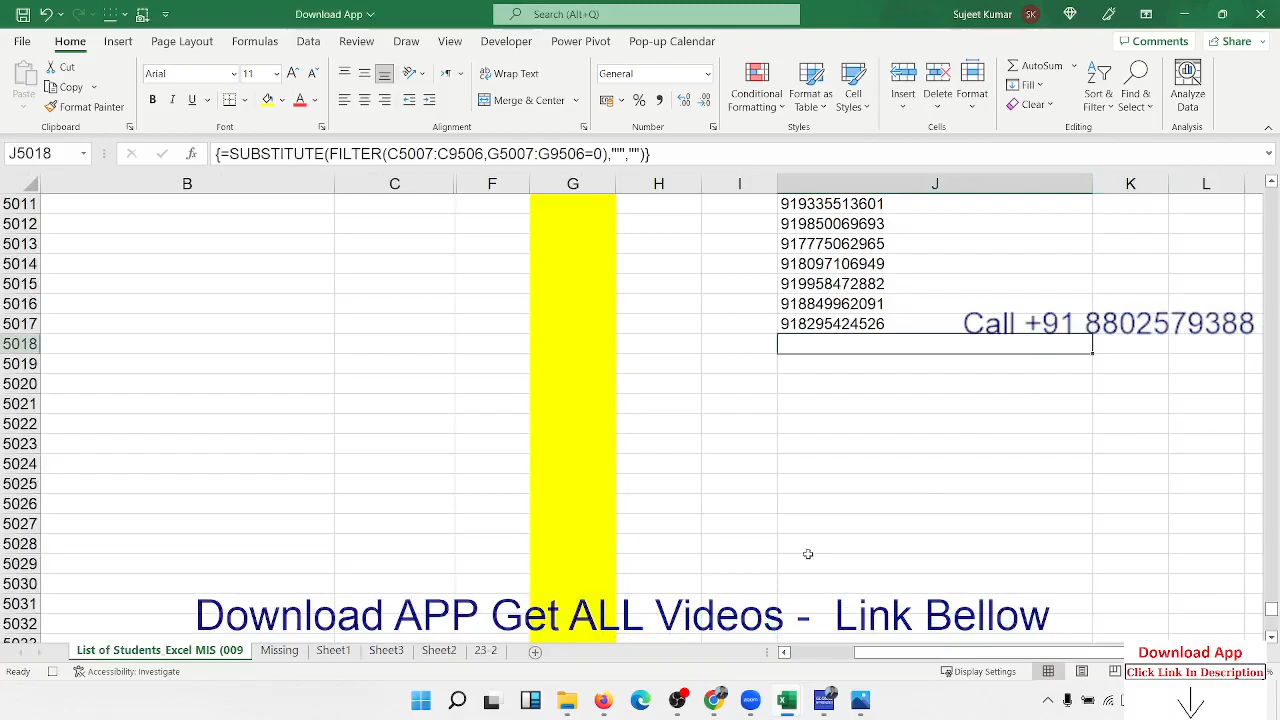 Download App
Search (Alt+Q)
Sujeet Kumar
SK
File Home Insert Page Layout Formulas Data Review View Draw Developer Power Pivot Pop-up Calendar
Comments Share
Paste
Cut
Copy
Format Painter
Clipboard
Arial 11
B I U
Font
Wrap Text
Merge & Center
Alignment
General
Number
Conditional Formatting
Format as Table
Cell Styles
Styles
Insert Delete Format
Cells
AutoSum
Fill
Clear
Sort & Filter
Find & Select
Editing
Analyze Data
Analysis
J5018
fx
{=SUBSTITUTE(FILTER(C5007:C9506,G5007:G9506=0),"'","")}
B C F G H I J K L
5011 919335513601
5012 919850069693
5013 917775062965
5014 918097106949
5015 919958472882
5016 918849962091
5017 918295424526
Call +91 8802579388
5018
5019
5020
5021
5022
5023
5024
5025
5026
5027
5028
5029
5030
5031
5032
Download APP Get ALL Videos - Link Bellow
List of Students_Excel MIS (009 Missing Sheet1 Sheet3 Sheet2 23-2
Ready
Accessibility: Investigate
Display Settings
Download App
Click Link In Description